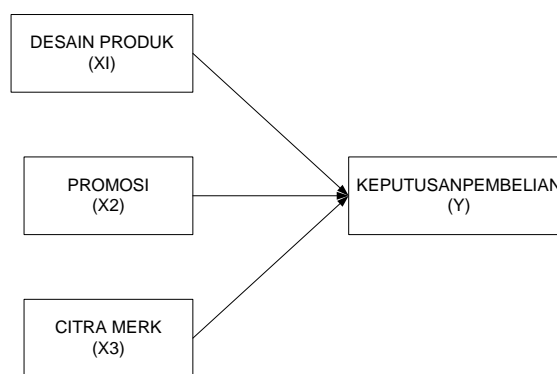 DESAIN PRODUK
(XI)
PROMOSI
(X2)
KEPUTUSANPEMBELIAN
(Y)
CITRA MERK
(X3)